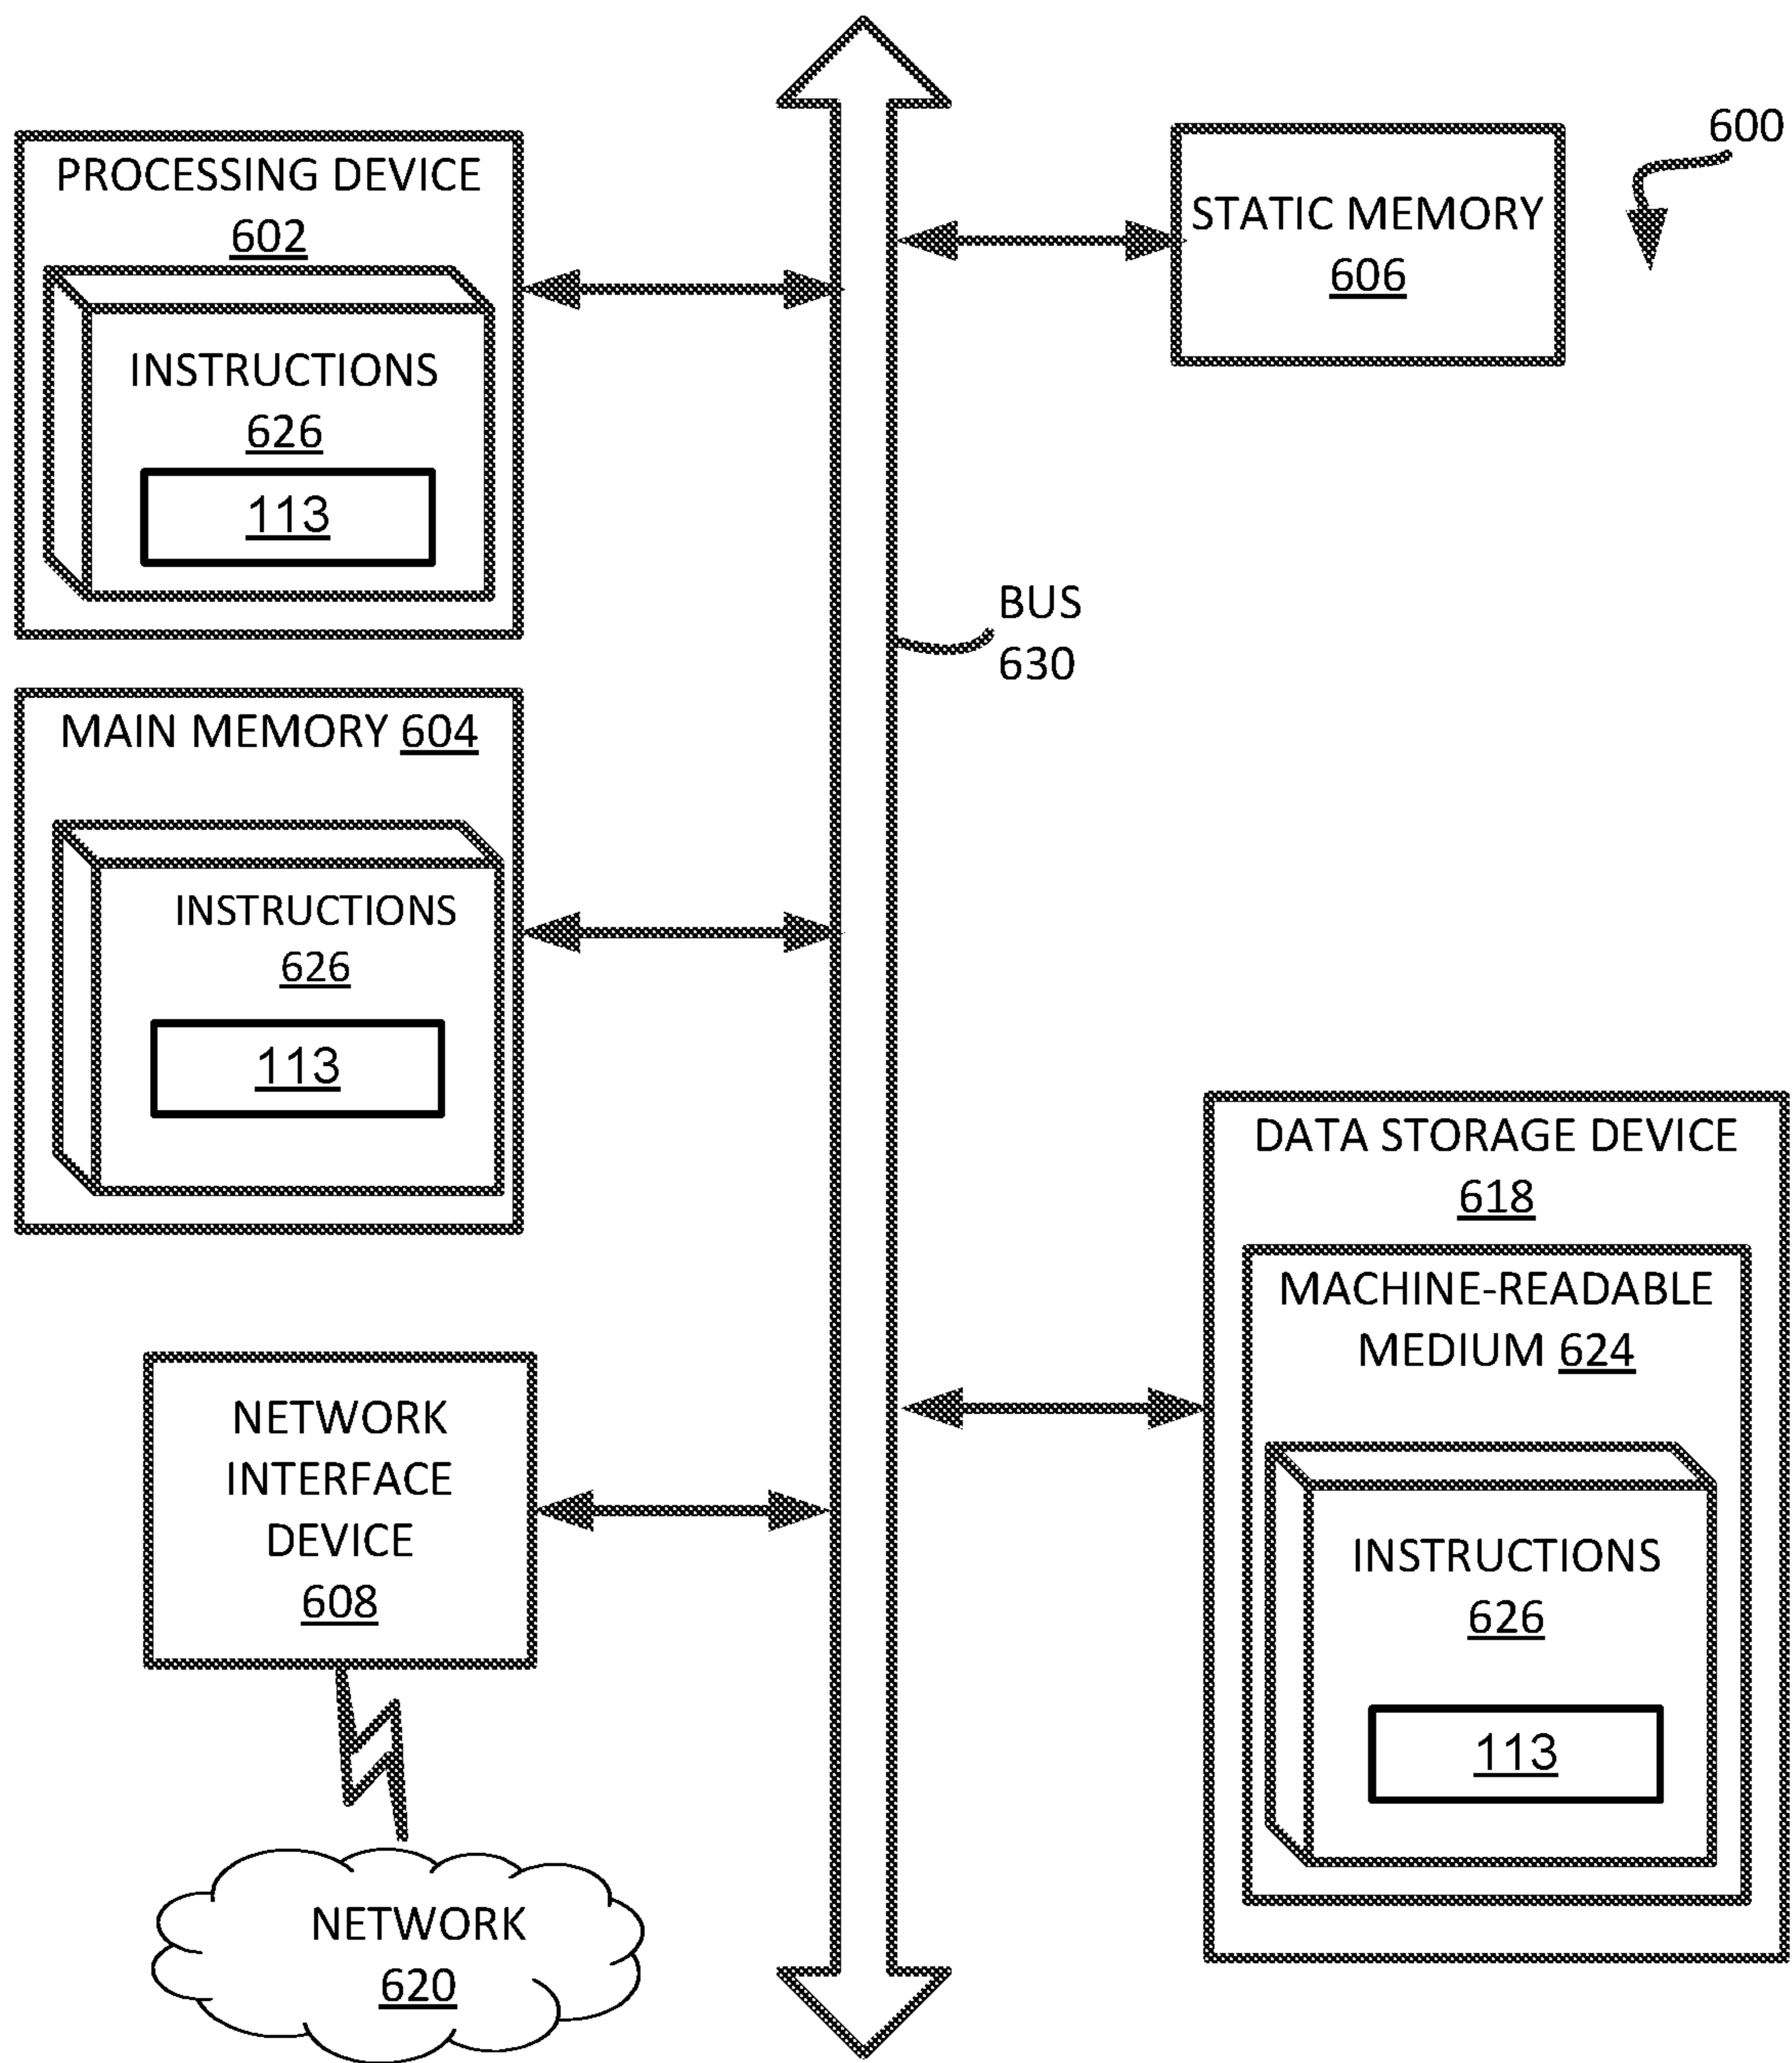 PROCESSING DEVICE
602
INSTRUCTIONS
626
113
MAIN MEMORY 604
INSTRUCTIONS
626
113
NETWORK
INTERFACE
DEVICE
608
NETWORK
620
BUS
630
600
STATIC MEMORY
606
DATA STORAGE DEVICE
618
MACHINE-READABLE
MEDIUM 624
INSTRUCTIONS
626
113